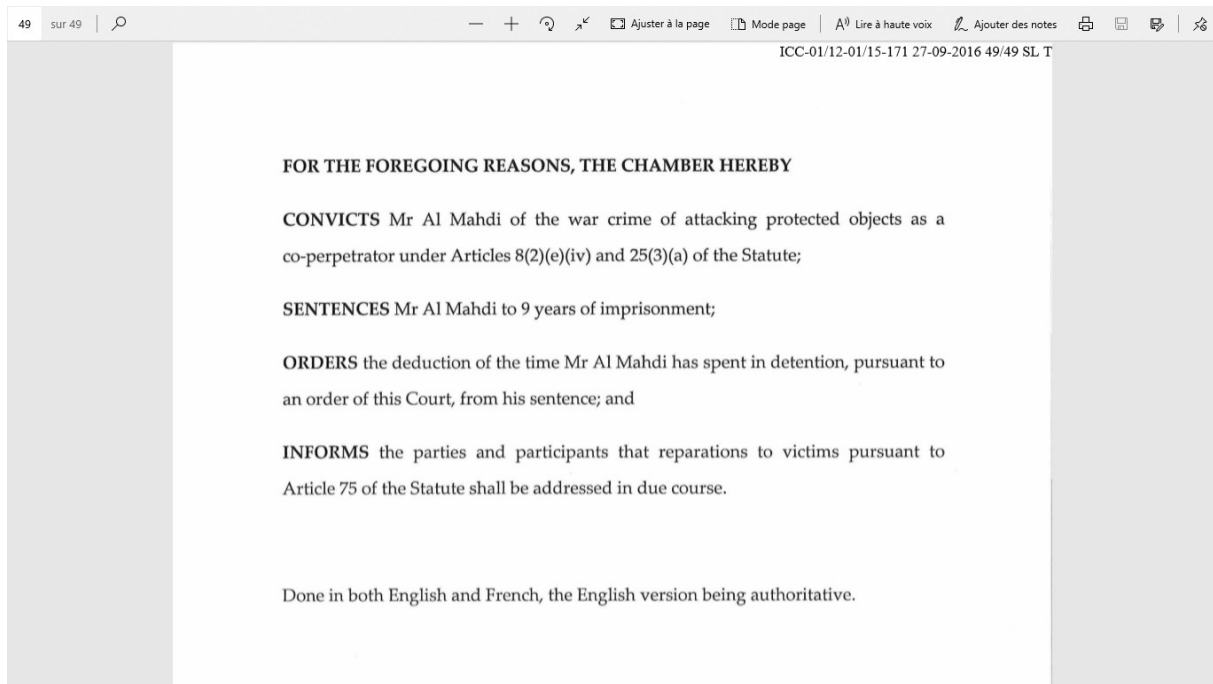 49 sur 49 Ajuster à la page Mode page Lire à haute voix Ajouter des notes
ICC-01/12-01/15-171 27-09-2016 49/49 SL T
FOR THE FOREGOING REASONS, THE CHAMBER HEREBY
CONVICTS Mr Al Mahdi of the war crime of attacking protected objects as a
co-perpetrator under Articles 8(2)(e)(iv) and 25(3)(a) of the Statute;
SENTENCES Mr Al Mahdi to 9 years of imprisonment;
ORDERS the deduction of the time Mr Al Mahdi has spent in detention, pursuant to
an order of this Court, from his sentence; and
INFORMS the parties and participants that reparations to victims pursuant to
Article 75 of the Statute shall be addressed in due course.
Done in both English and French, the English version being authoritative.